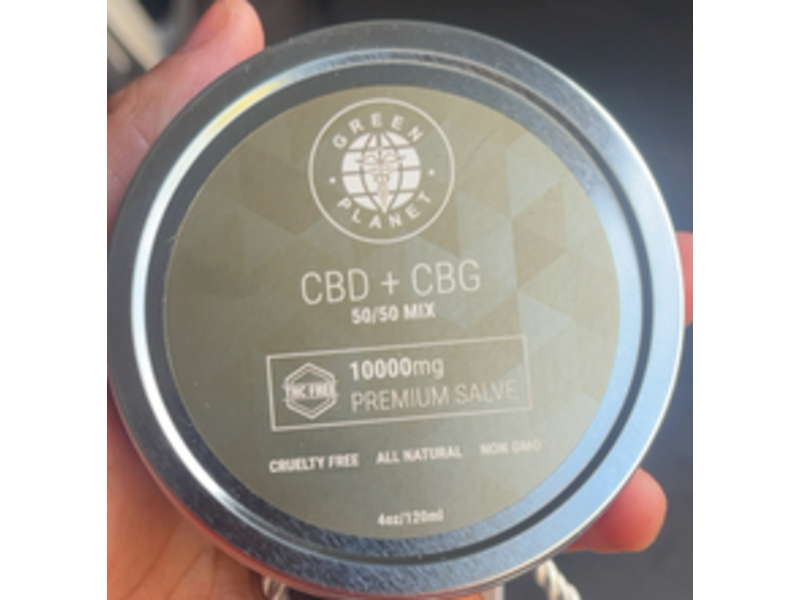 GREEN
PLANET
CBD + CBG
50/50 MIX
THC FREE
10000mg
PREMIUM SALVE
CRUELTY FREE ALL NATURAL NON GMO
4oz/120ml